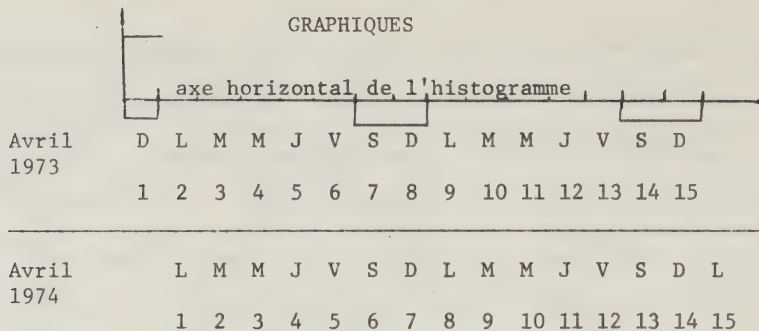 GRAPHIQUES
axe horizontal de l'histogramme
Avril D L M M J V S D L M M J V S D
1973
1 2 3 4 5 6 7 8 9 10 11 12 13 14 15
Avril L M M J V S D L M M J V S D L
1974
1 2 3 4 5 6 7 8 9 10 11 12 13 14 15